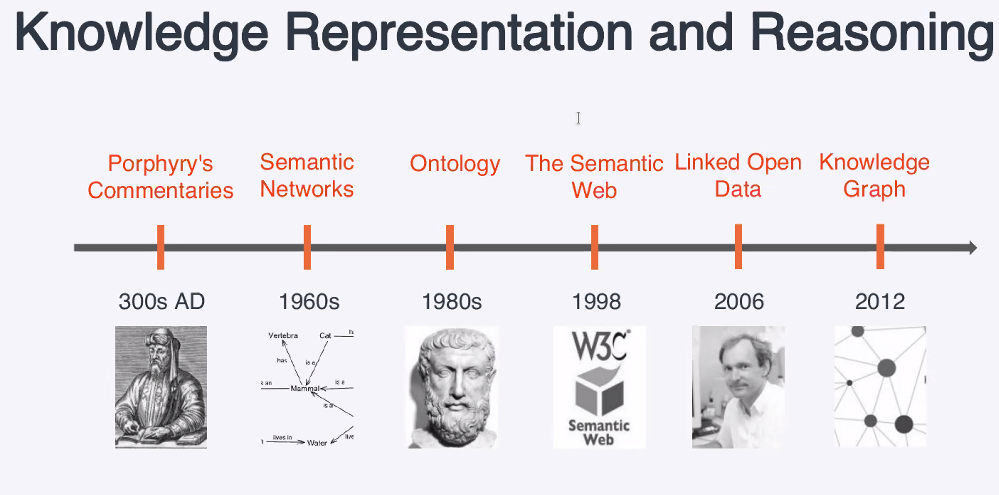 Knowledge Representation and Reasoning
Porphyry's
Commentaries
Semantic
Networks
Ontology
The Semantic
Web
Linked Open
Data
Knowledge
Graph
300s AD
1960s
1980s
1998
2006
2012
Vertebra
Cat
has
is a
Mammal
is a
is a
lives in
Water
W3C
Semantic
Web